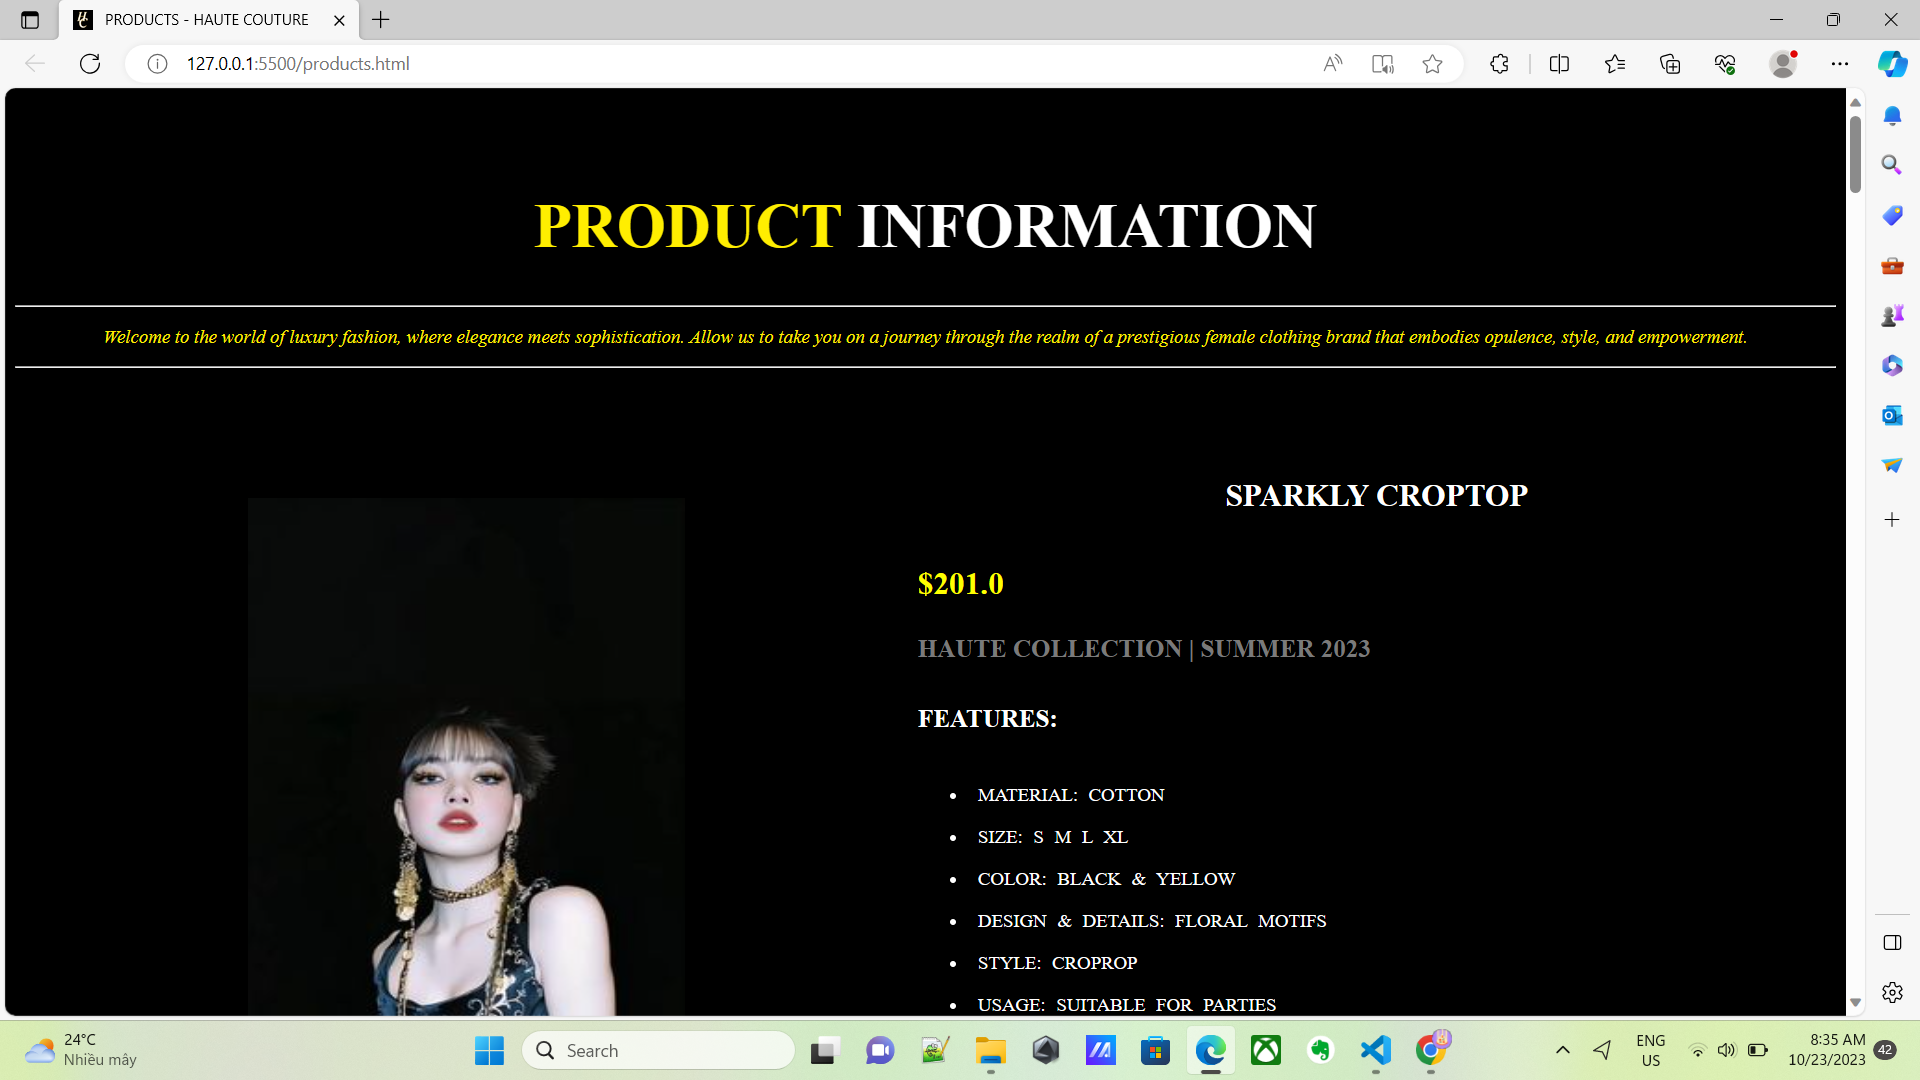 PRODUCTS - HAUTE COUTURE
127.0.0.1:5500/products.html
PRODUCT INFORMATION
Welcome to the world of luxury fashion, where elegance meets sophistication. Allow us to take you on a journey through the realm of a prestigious female clothing brand that embodies opulence, style, and empowerment.
SPARKLY CROPTOP
$201.0
HAUTE COLLECTION | SUMMER 2023
FEATURES:
• MATERIAL: COTTON
• SIZE: S M L XL
• COLOR: BLACK & YELLOW
• DESIGN & DETAILS: FLORAL MOTIFS
• STYLE: CROPROP
• USAGE: SUITABLE FOR PARTIES
24°C
Nhiều mây
Search
ENG
US
8:35 AM
10/23/2023
42